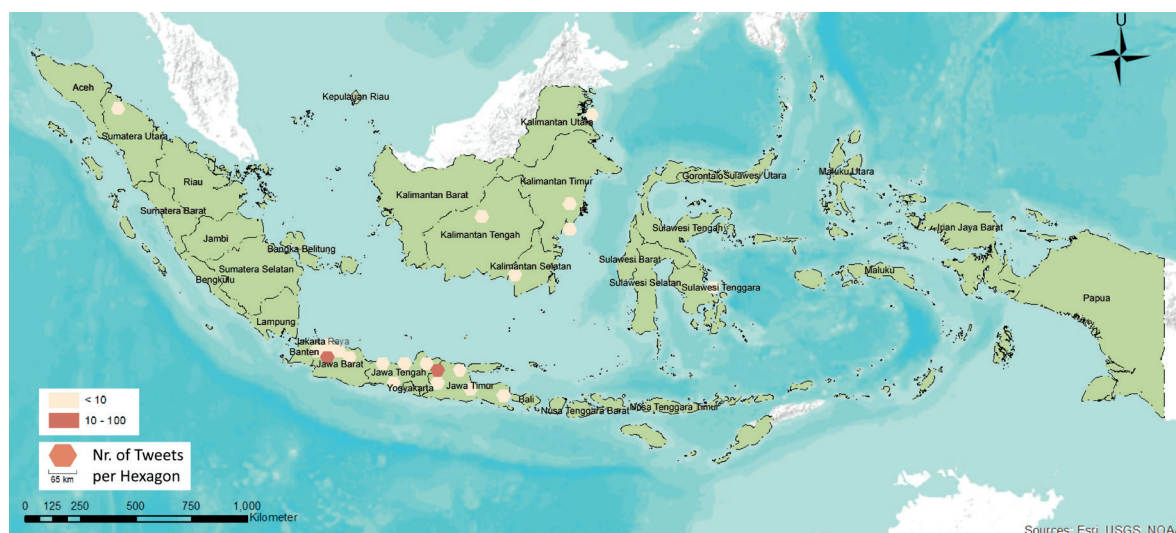 U
Aceh
Kepulauan Riau
Kalimantan Utara
Sumatera Utara
Gorontalo
Sulawesi Utara
Maluku Utara
Riau
Kalimantan Barat
Kalimantan Timur
Sumatera Barat
Irian Jaya Barat
Sulawesi Tengah
Kalimantan Tengah
Jambi
Bangka Belitung
Sulawesi Barat
Kalimantan Selatan
Sumatera Selatan
Maluku
Bengkulu
Sulawesi Selatan
Sulawesi Tenggara
Papua
Lampung
Jakarta Raya
Banten
Jawa Barat
Jawa Tengah
Yogyakarta
Jawa Timur
Bali
Nusa Tenggara Barat
Nusa Tenggara Timur
< 10
10 - 100
Nr. of Tweets
per Hexagon
65 km
0 125 250 500 750 1,000
Kilometer
Sources: Esri, USGS, NOA